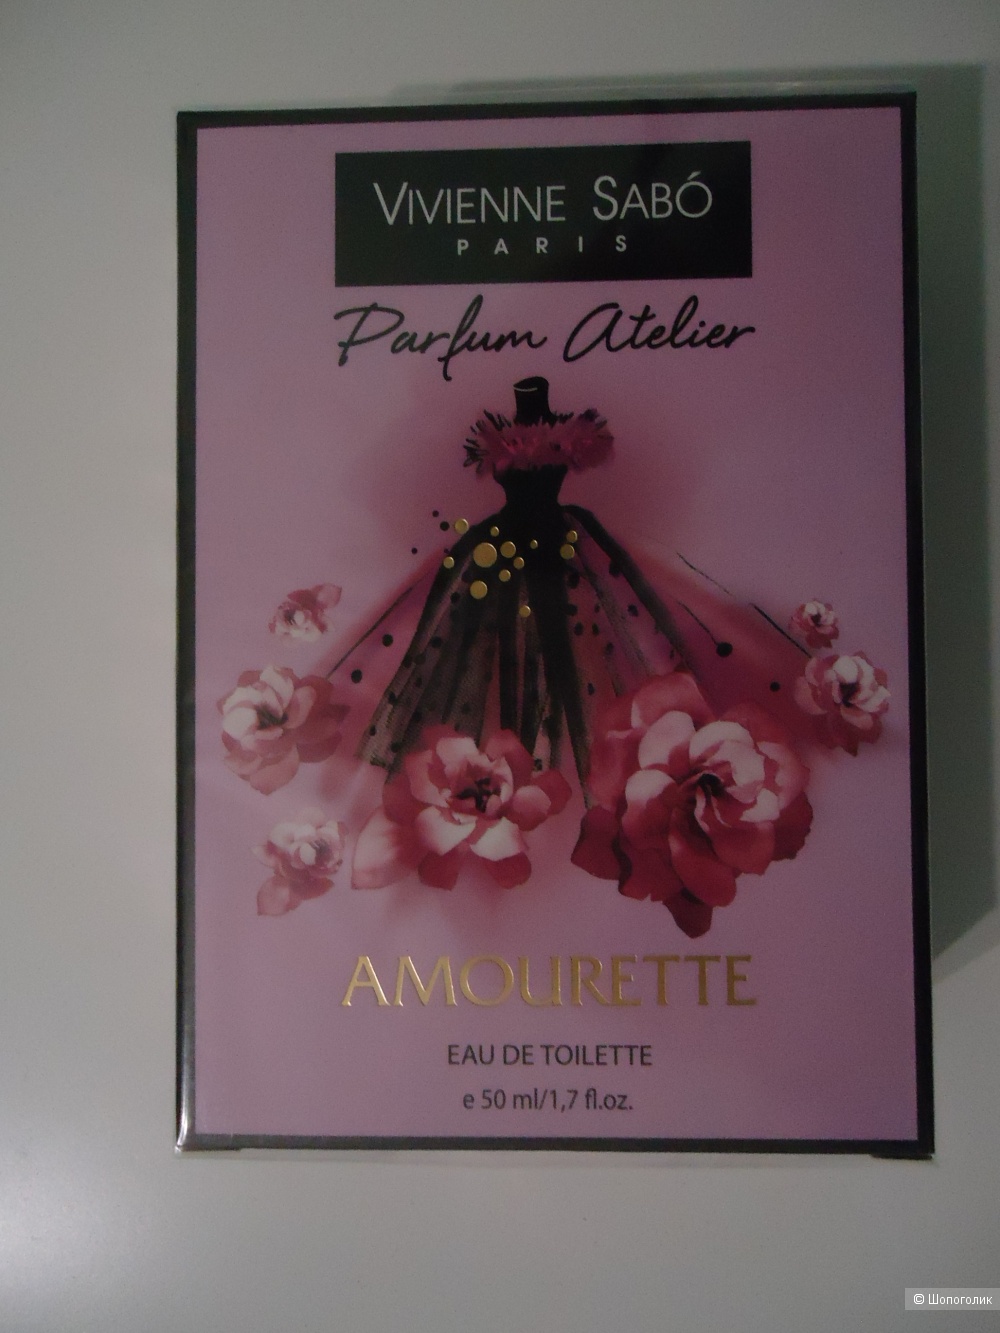 VIVIENNE SABÓ
PARIS
Parfum Atelier
AMOURETTE
EAU DE TOILETTE
e 50 ml/1,7 fl.oz.
© Шопоголик